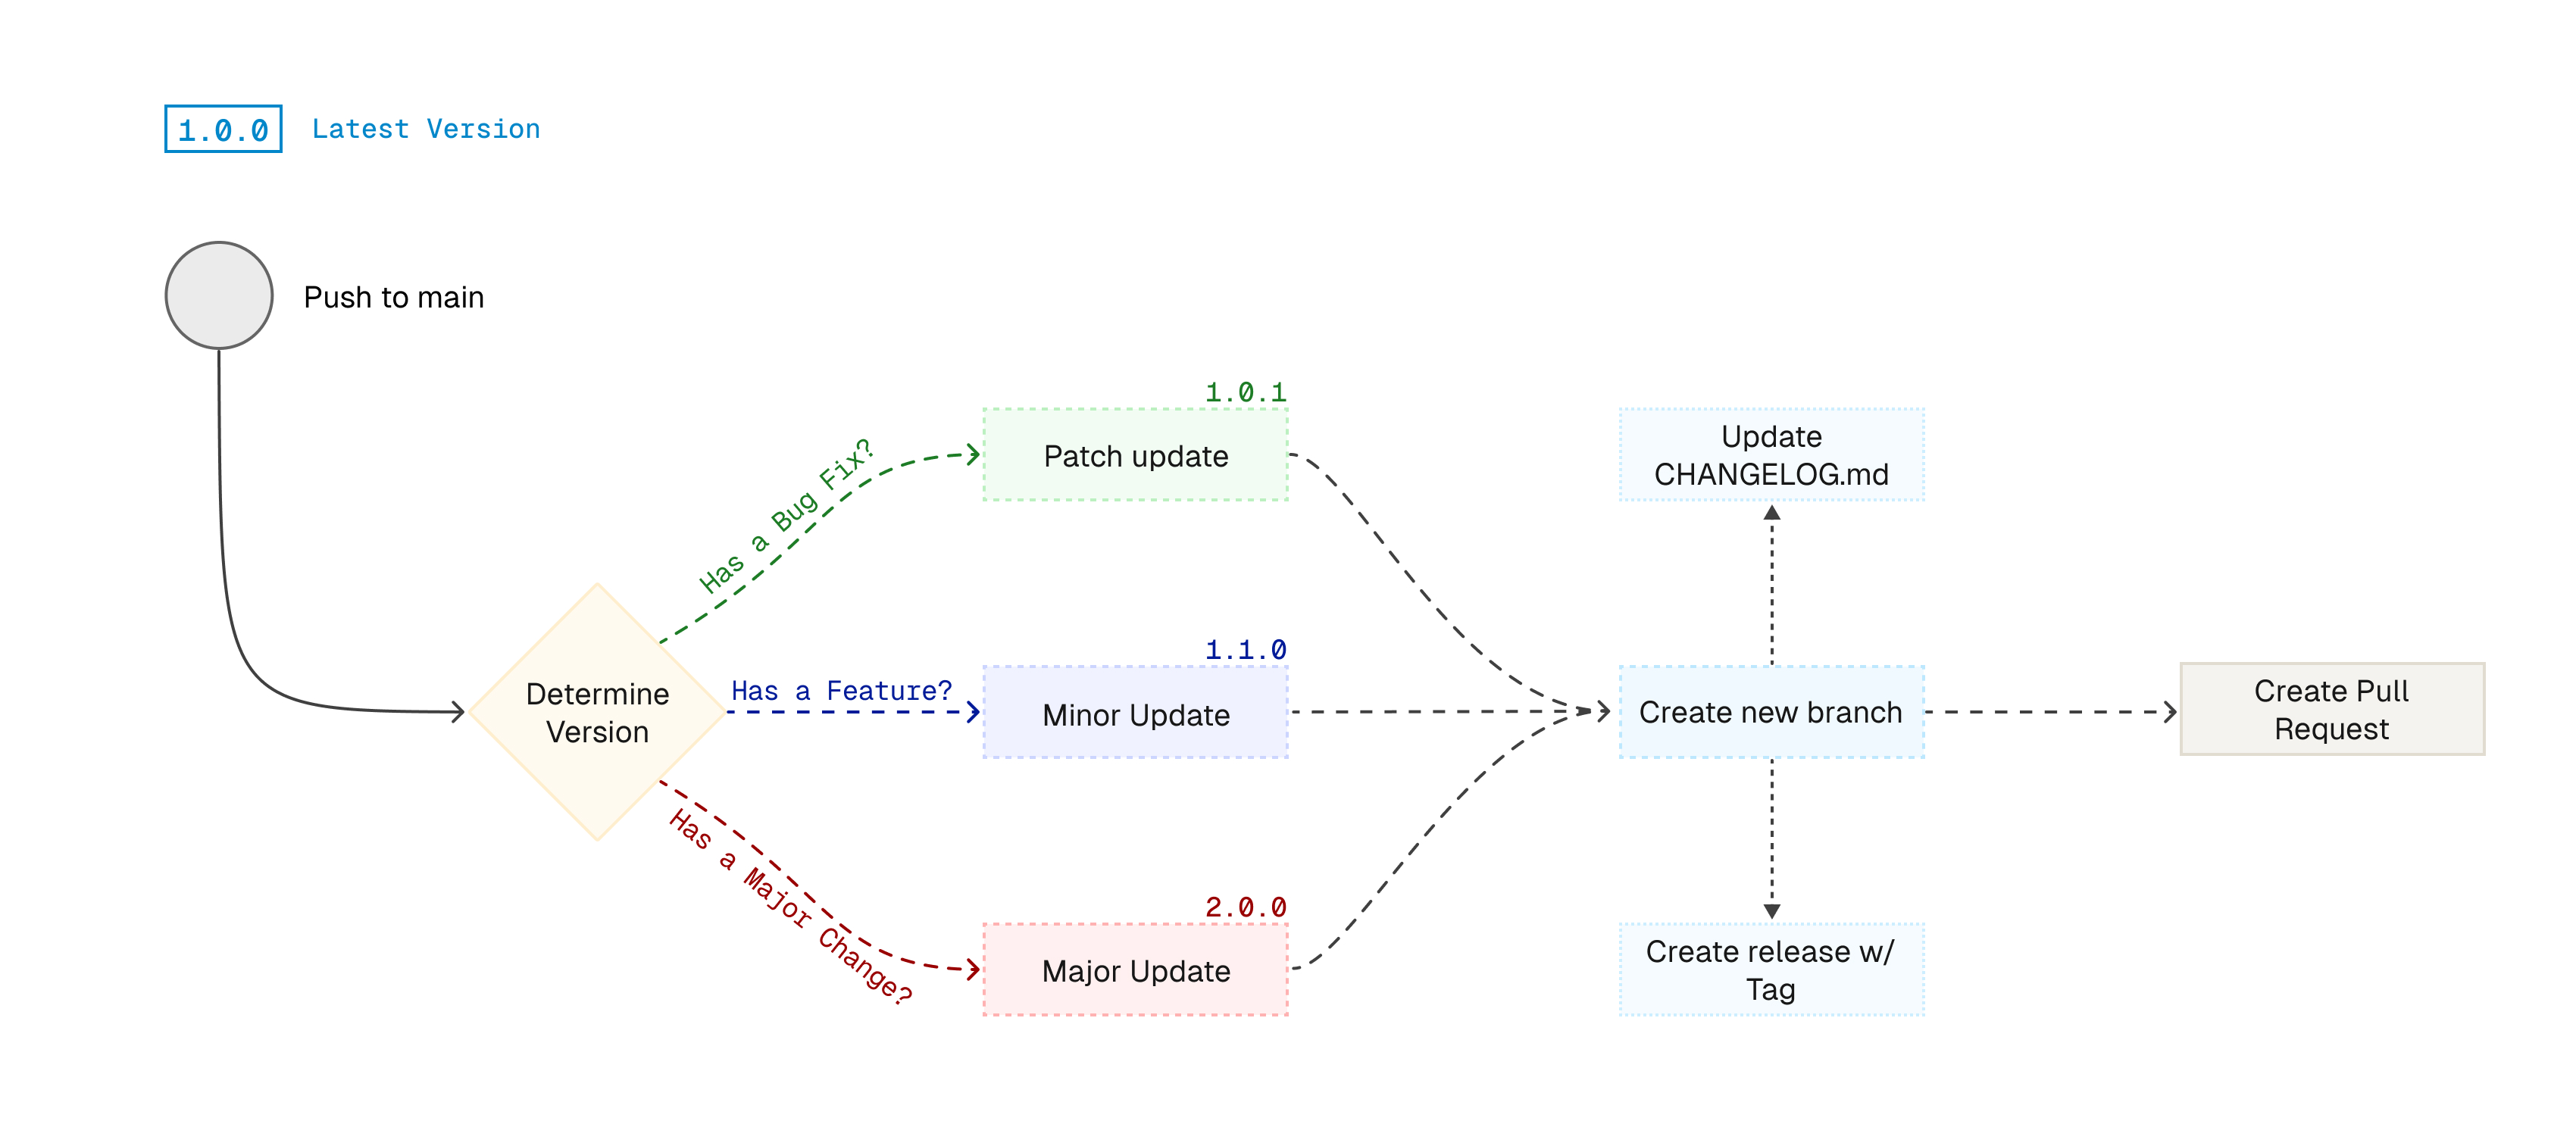 1.0.0 Latest Version
Push to main
Determine
Version
Has a Bug Fix?
Has a Feature?
Has a Major Change?
1.0.1
Patch update
1.1.0
Minor Update
2.0.0
Major Update
Update
CHANGELOG.md
Create new branch
Create release w/
Tag
Create Pull
Request